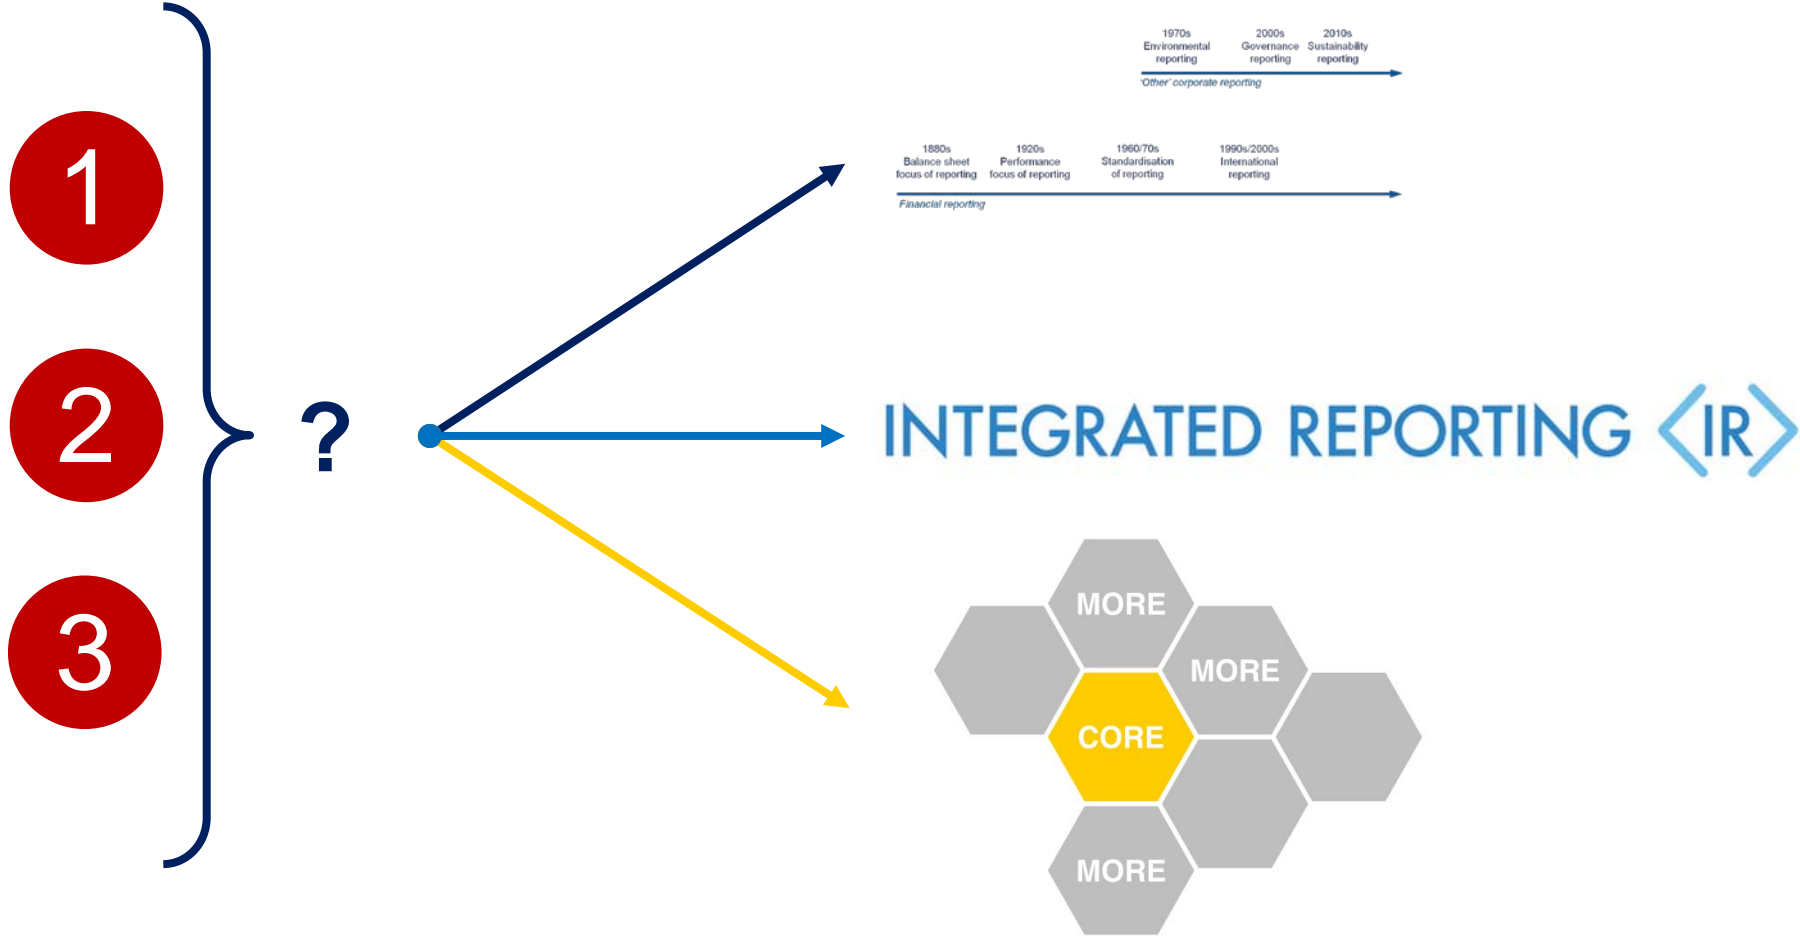 1
2
3
?
1970s
Environmental
reporting
2000s
Governance
reporting
2010s
Sustainability
reporting
'Other' corporate reporting
1880s
Balance sheet
focus of reporting
1920s
Performance
focus of reporting
1960/70s
Standardisation
of reporting
1990s/2000s
International
reporting
Financial reporting
INTEGRATED REPORTING <IR>
MORE
MORE
CORE
MORE